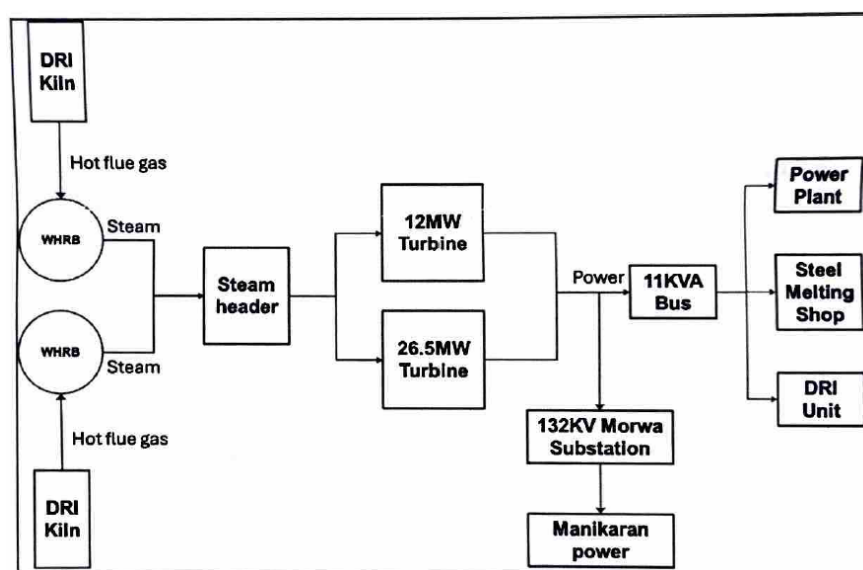 DRI
Kiln
Hot flue gas
WHRB
Steam
WHRB
Steam
Hot flue gas
DRI
Kiln
Steam
header
12MW
Turbine
26.5MW
Turbine
Power
11KVA
Bus
132KV Morwa
Substation
Manikaran
power
Power
Plant
Steel
Melting
Shop
DRI
Unit